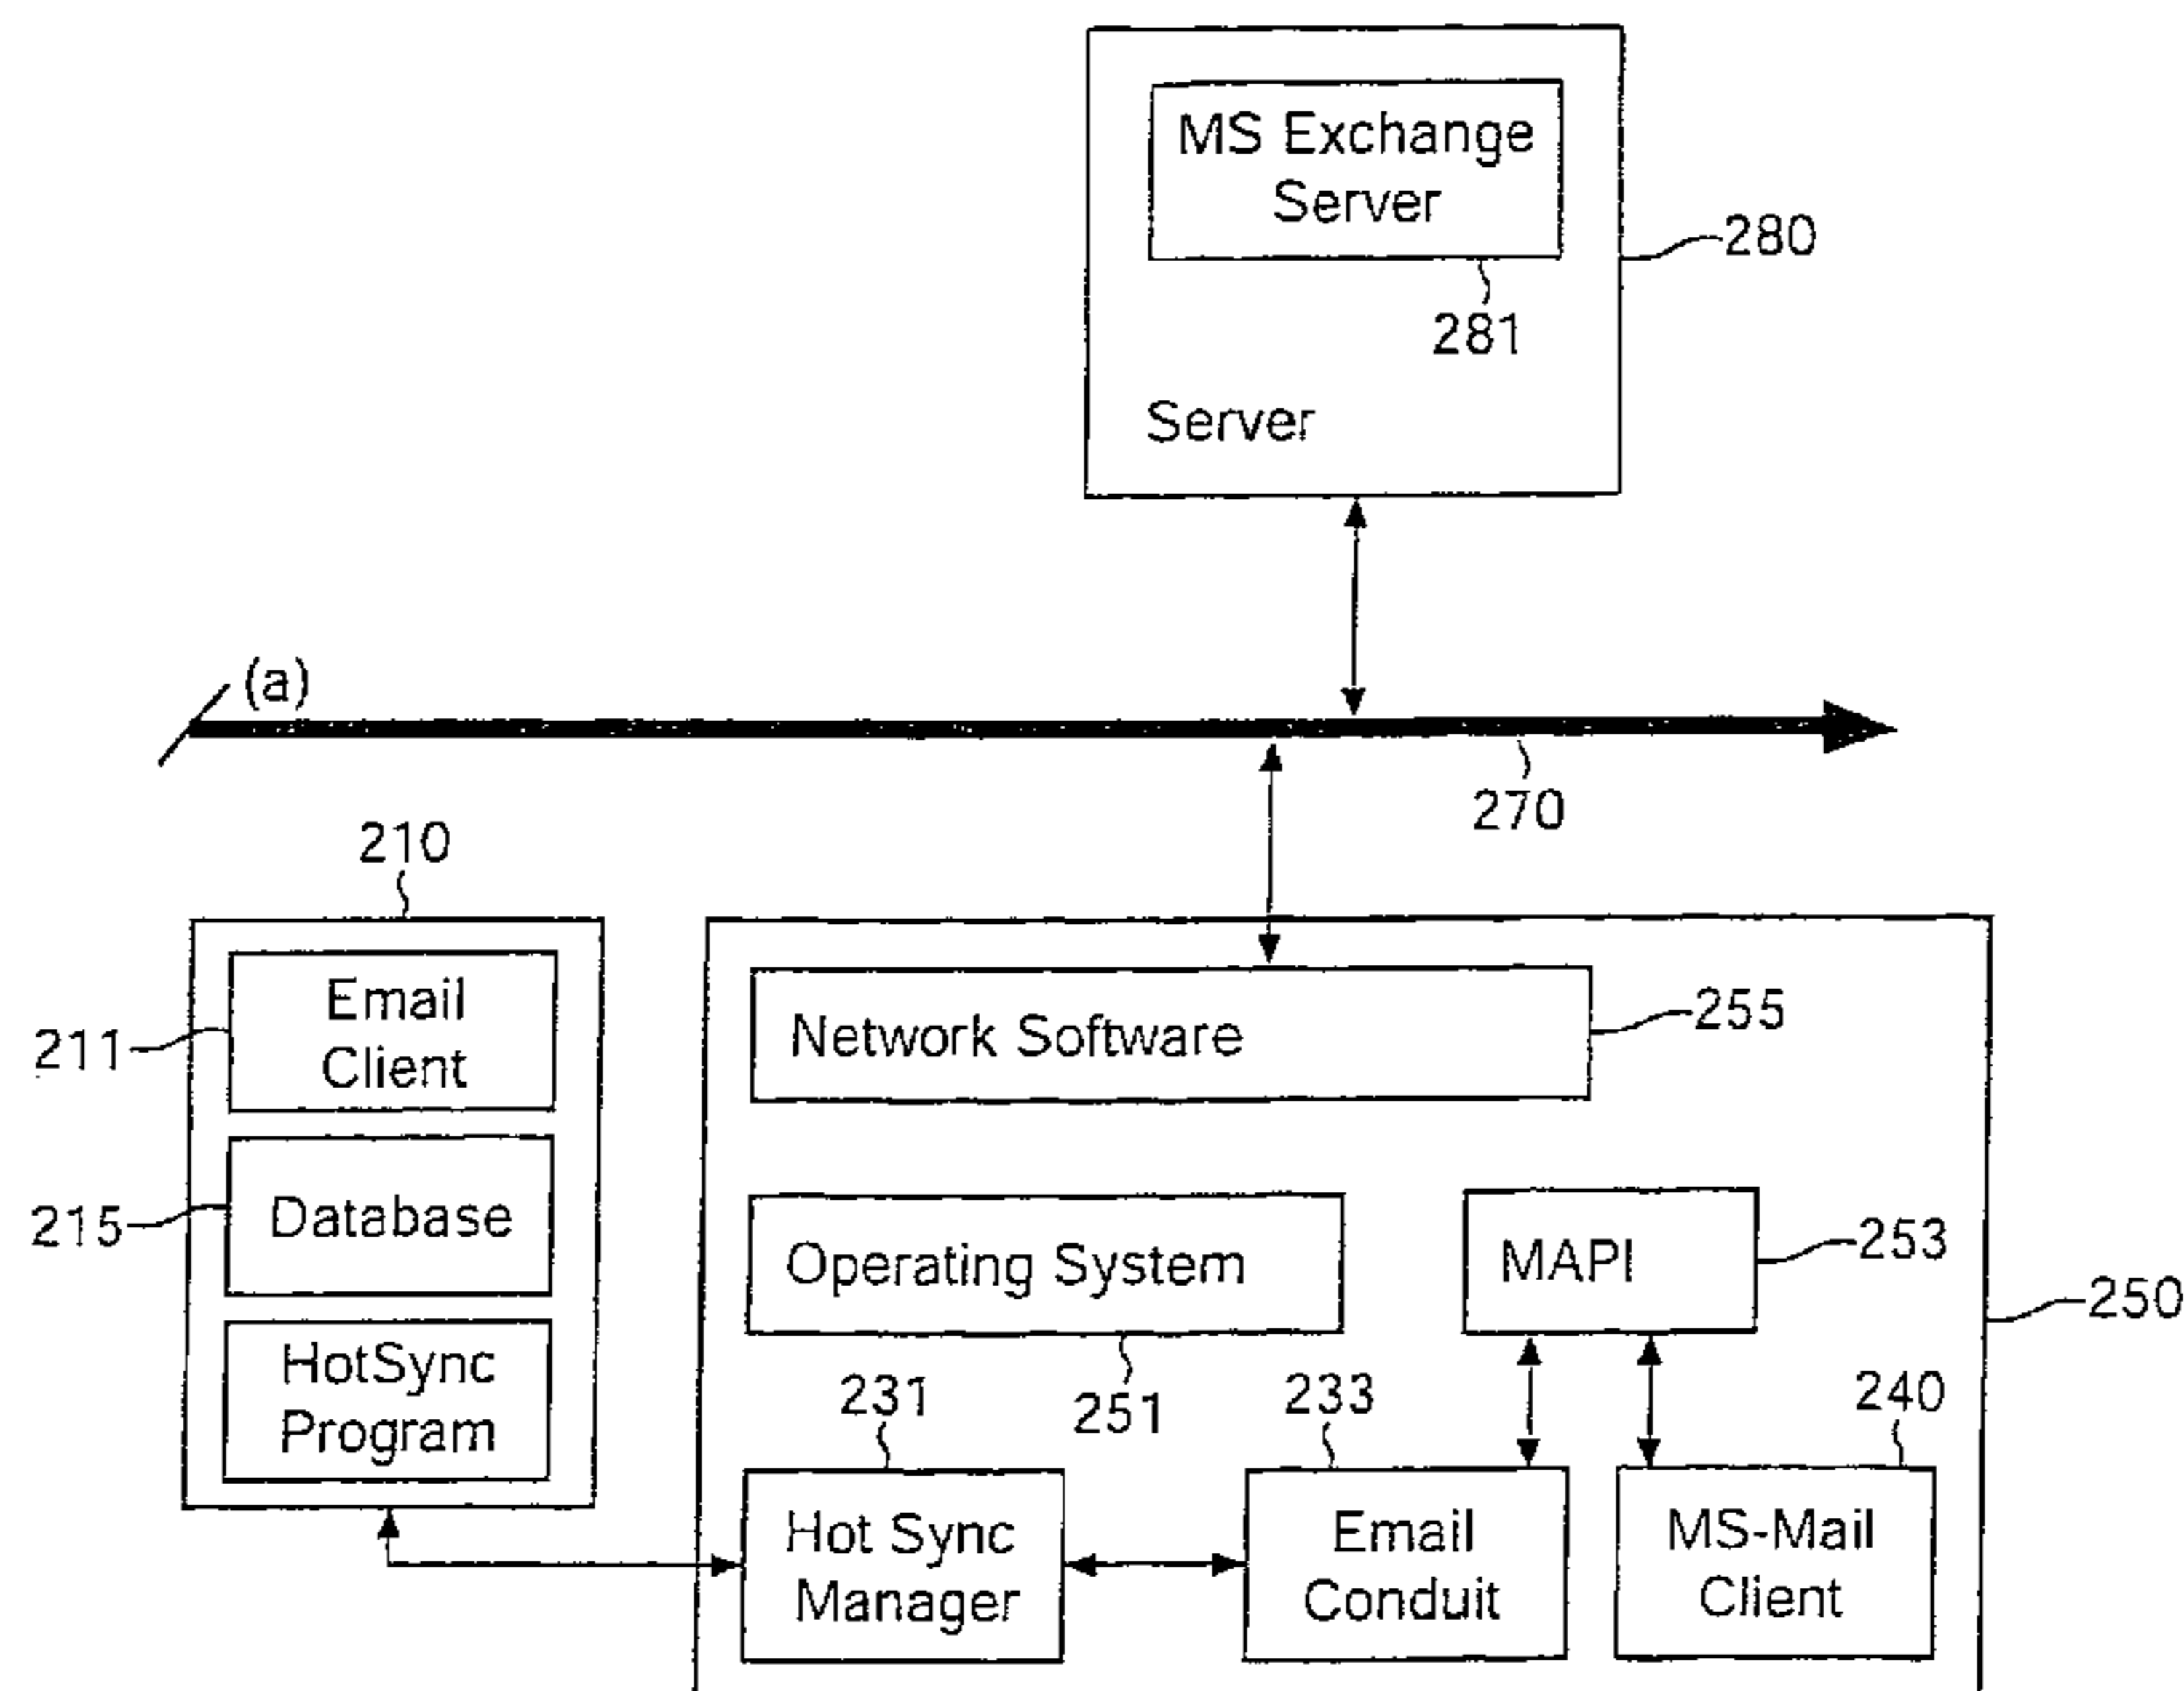 MS Exchange
Server
280
281
Server
(a)
270
210
Email
Client
211
Network Software
255
Database
215
Operating System
MAPI
253
250
HotSync
Program
231
251
233
240
Hot Sync
Manager
Email
Conduit
MS-Mail
Client